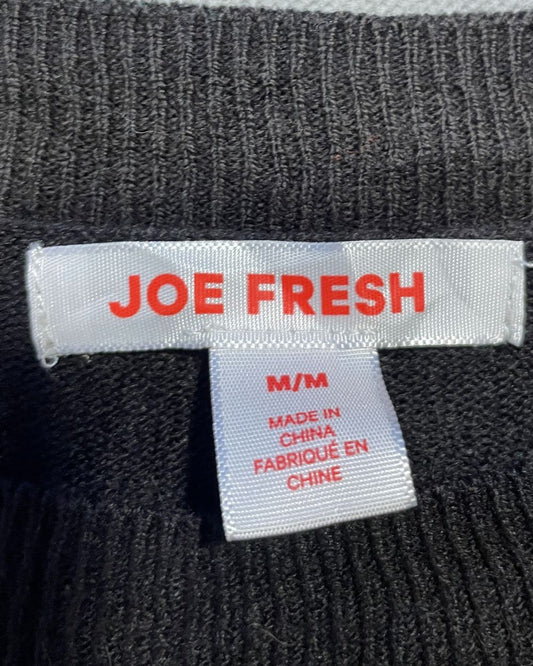 JOE FRESH
M/M
MADE IN
CHINA
FABRIQUÉ EN
CHINE